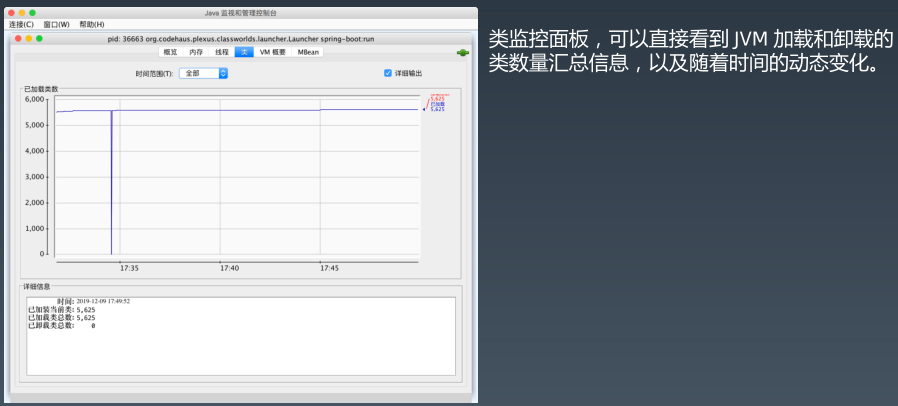 Java 监视和管理控制台
连接(C) 窗口(W) 帮助(H)
pid: 36663 org.codehaus.plexus.classworlds.launcher.Launcher spring-boot:run
概览 内存 线程 类 VM 概要 MBean
时间范围(T): 全部 详细输出
已加载类数
6,000
5,000
4,000
3,000
2,000
1,000
0
17:35 17:40 17:45
5,625
已加载
5,625
详细信息
时间: 2019-12-09 17:49:52
已加装当前类: 5,625
已加载类总数: 5,625
已卸载类总数: 0
类监控面板，可以直接看到 JVM 加载和卸载的
类数量汇总信息，以及随着时间的动态变化。